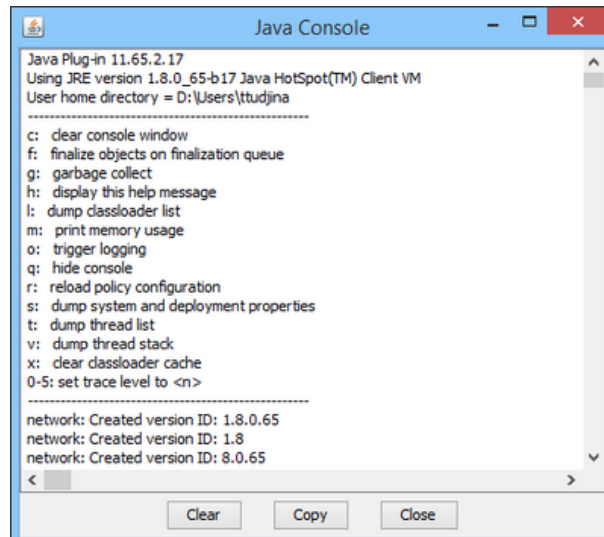 Java Console
Java Plug-in 11.65.2.17
Using JRE version 1.8.0_65-b17 Java HotSpot(TM) Client VM
User home directory = D:\Users\ttudjina
----------------------------------------------------
c: clear console window
f: finalize objects on finalization queue
g: garbage collect
h: display this help message
l: dump classloader list
m: print memory usage
o: trigger logging
q: hide console
r: reload policy configuration
s: dump system and deployment properties
t: dump thread list
v: dump thread stack
x: clear classloader cache
0-5: set trace level to <n>
----------------------------------------------------
network: Created version ID: 1.8.0.65
network: Created version ID: 1.8
network: Created version ID: 8.0.65
Clear Copy Close